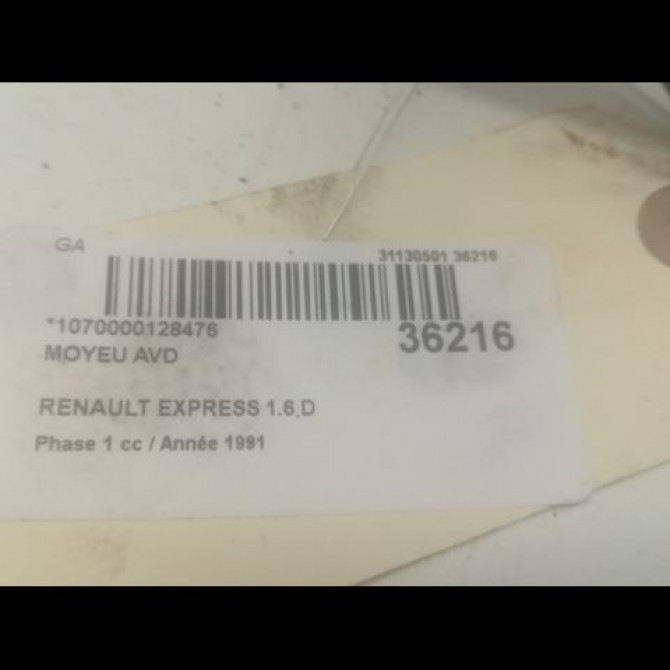 GA
31130501 36216
*1070000128476
36216
MOYEU AVD
RENAULT EXPRESS 1.6 D
Phase 1 cc / Année 1991